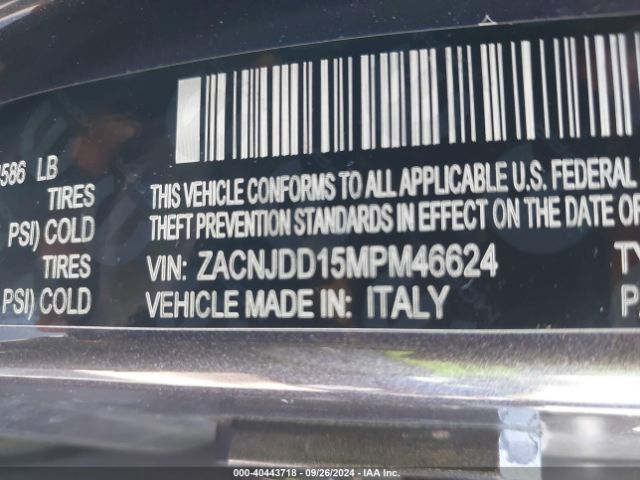 586 LB
THIS VEHICLE CONFORMS TO ALL APPLICABLE U.S. FEDERAL
TIRES
THEFT PREVENTION STANDARDS IN EFFECT ON THE DATE OF
PSI) COLD
VIN: ZACNJDD15MPM46624
TIRES
VEHICLE MADE IN: ITALY
PSI) COLD
000-40443718 - 09/26/2024 - IAA Inc.